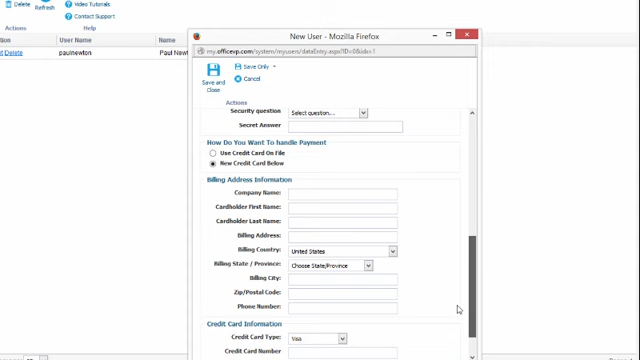 Delete
Refresh
Video Tutorials
Contact Support
Actions
Help
User Name
Name
Delete
paulnewton
Paul Newt
New User - Mozilla Firefox
my.officevp.com/system/myusers/dataEntry.aspx?ID=0&idx=1
Save and Close
Save Only
Cancel
Actions
Security question
Select question....
Secret Answer
How Do You Want To handle Payment
Use Credit Card On File
New Credit Card Below
Billing Address Information
Company Name:
Cardholder First Name:
Cardholder Last Name:
Billing Address:
Billing Country:
United States
Billing State / Province:
Choose State/Province
Billing City:
Zip/Postal Code:
Phone Number:
Credit Card Information
Credit Card Type:
Visa
Credit Card Number